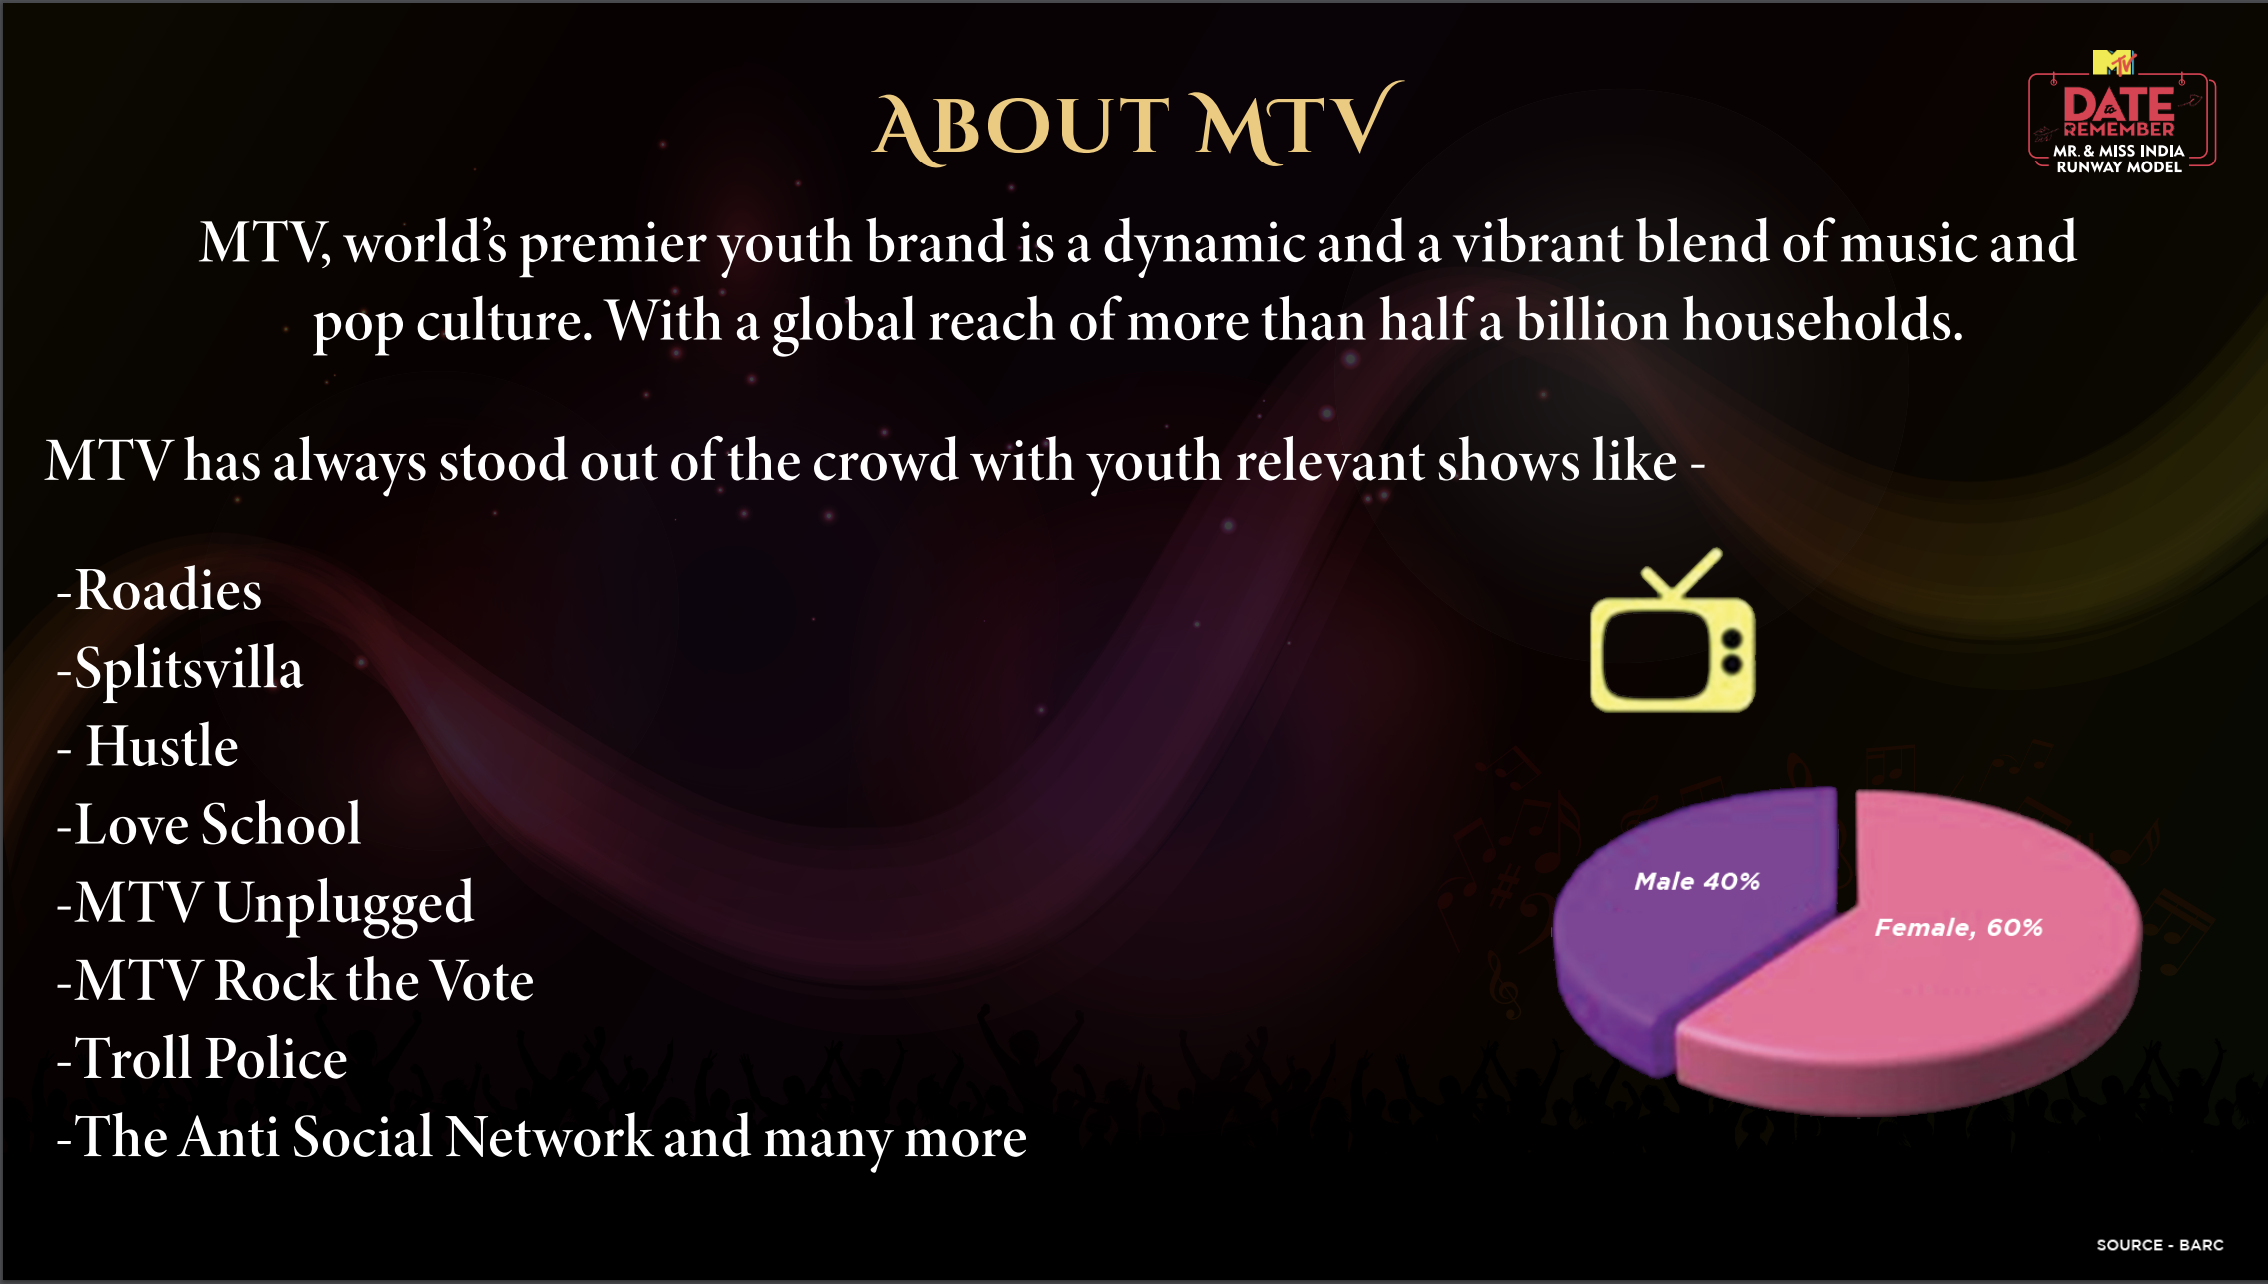 ABOUT MTV
MTV
DATE
to
REMEMBER
MR. & MISS INDIA
RUNWAY MODEL
MTV, world’s premier youth brand is a dynamic and a vibrant blend of music and
pop culture. With a global reach of more than half a billion households.
MTV has always stood out of the crowd with youth relevant shows like -
-Roadies
-Splitsvilla
- Hustle
-Love School
-MTV Unplugged
-MTV Rock the Vote
-Troll Police
-The Anti Social Network and many more
Male 40%
Female, 60%
SOURCE - BARC